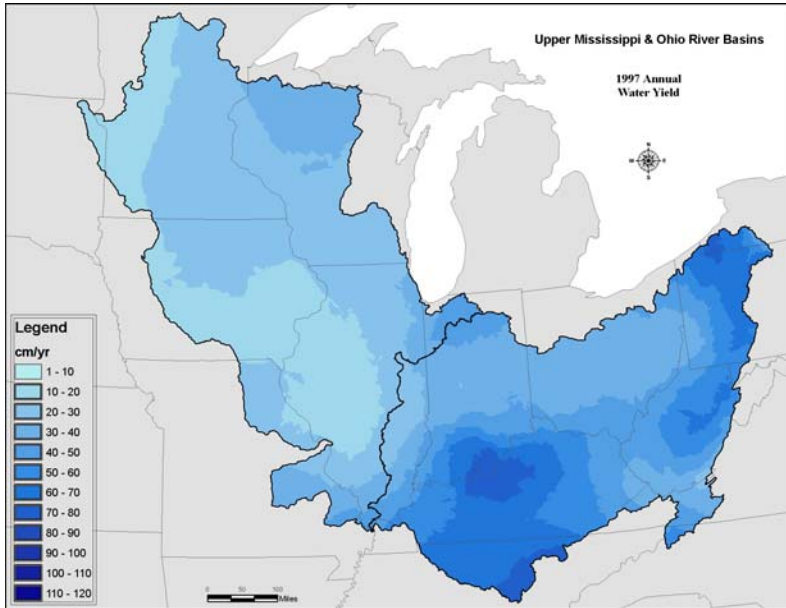 Upper Mississippi & Ohio River Basins
1997 Annual
Water Yield
N
W
E
S
Legend
cm/yr
1 - 10
10 - 20
20 - 30
30 - 40
40 - 50
50 - 60
60 - 70
70 - 80
80 - 90
90 - 100
100 - 110
110 - 120
0 50 100
Miles